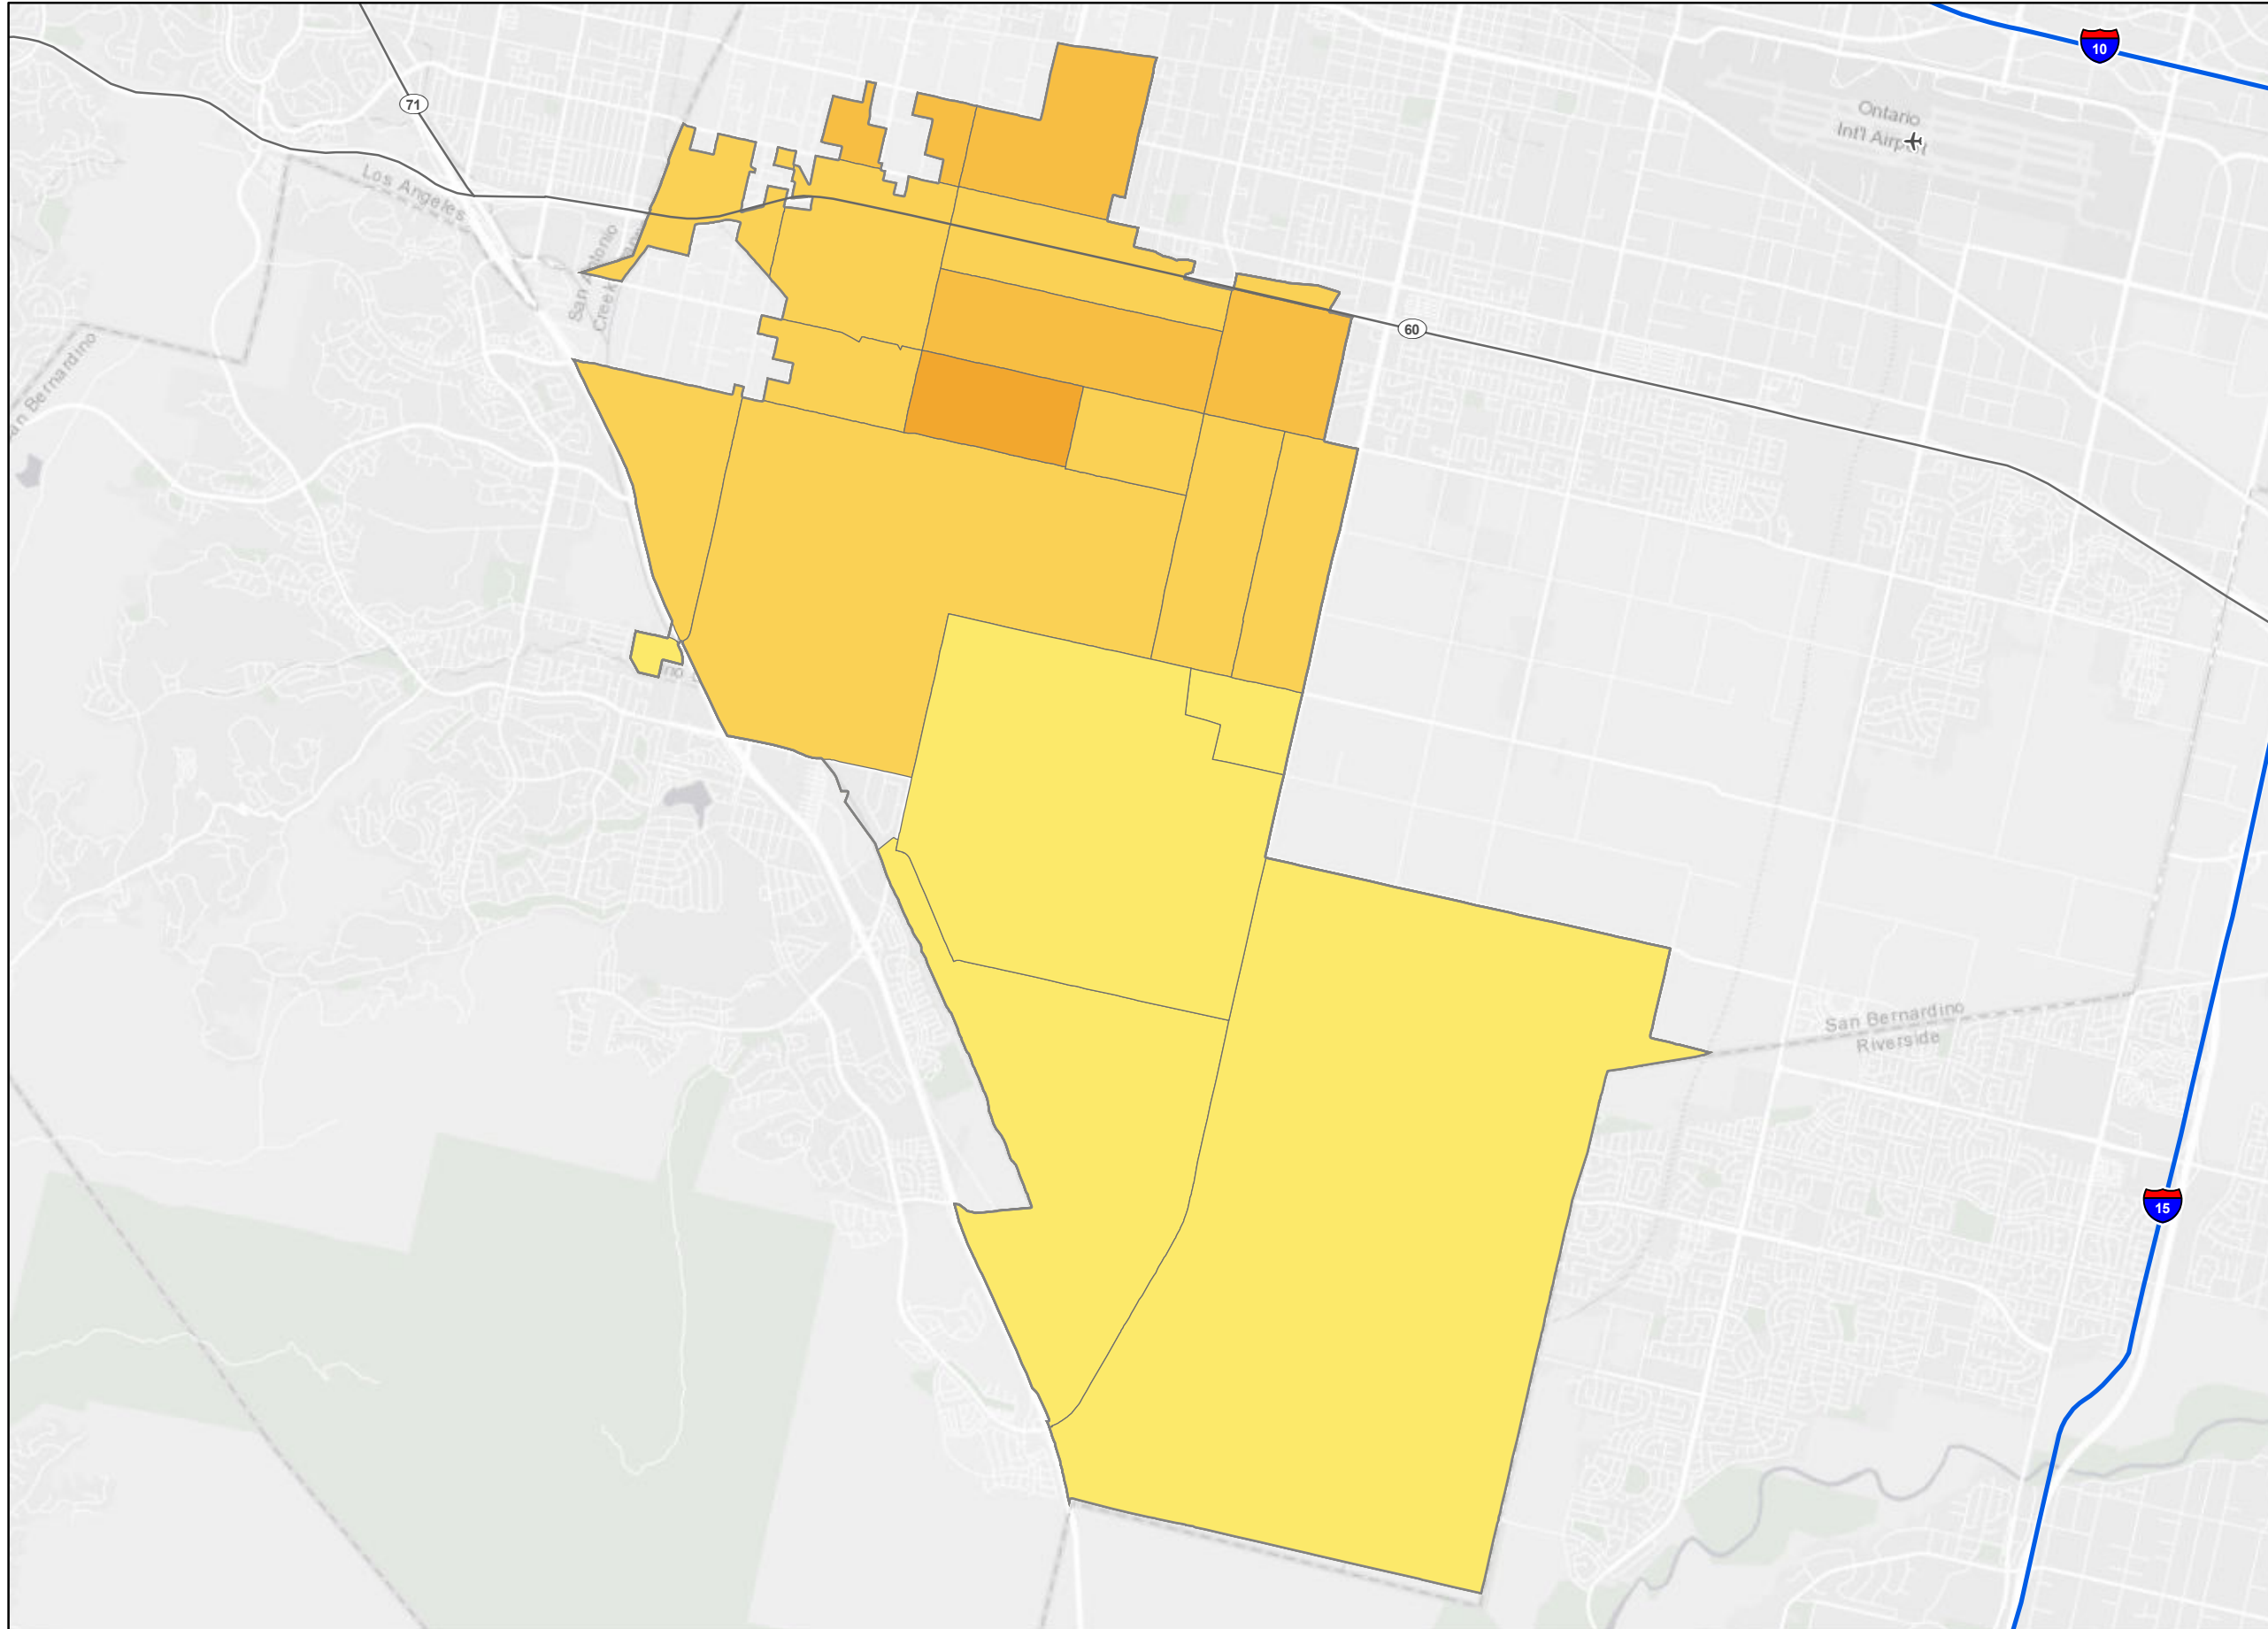 10
71
Ontario
Int'l Airport
Los Angeles
San Antonio
Creek
60
San Bernardino
San Bernardino
Riverside
15